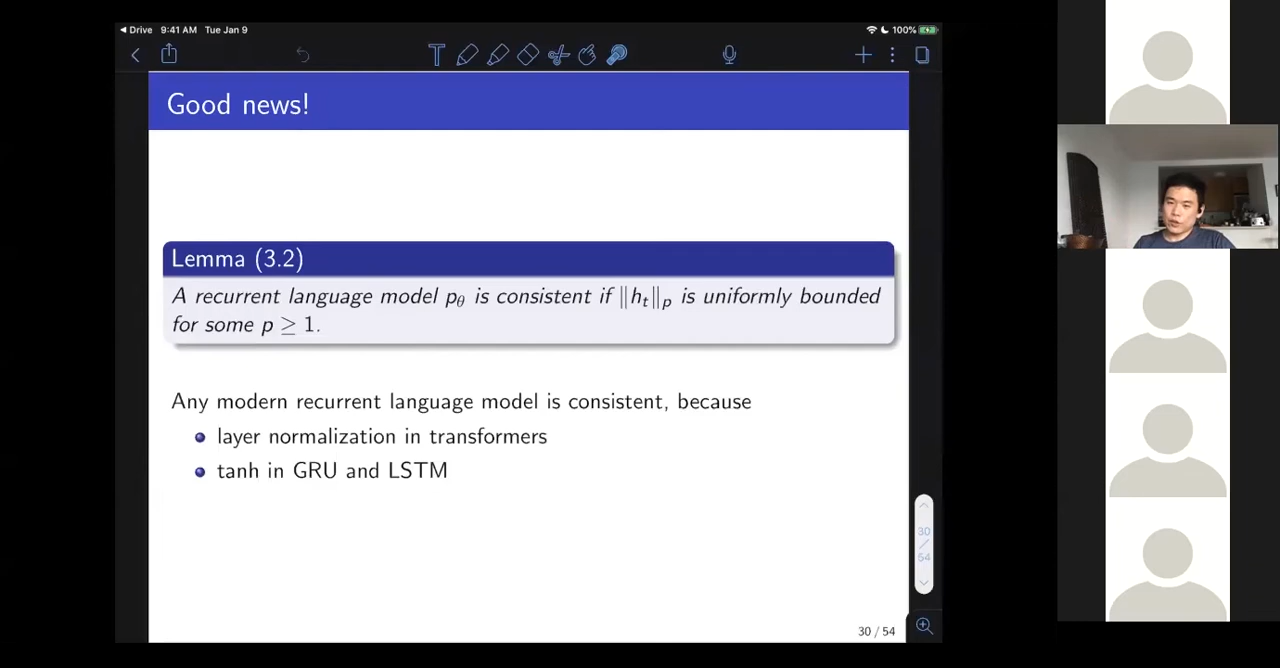 Drive 9:41 AM Tue Jan 9
100%
Good news!
Lemma (3.2)
A recurrent language model pθ is consistent if ‖hₜ‖ₚ is uniformly bounded
for some p ≥ 1.
Any modern recurrent language model is consistent, because
layer normalization in transformers
tanh in GRU and LSTM
30
/
54
30 / 54